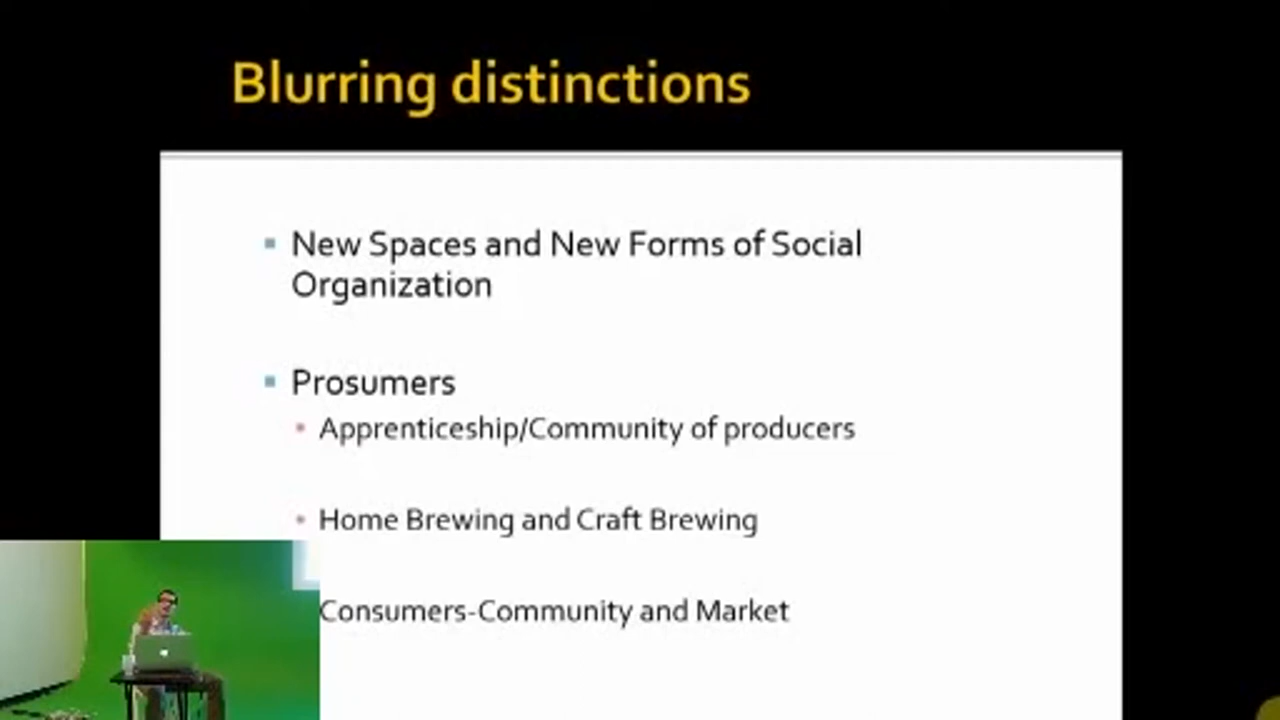 Blurring distinctions
New Spaces and New Forms of Social
Organization
Prosumers
Apprenticeship/Community of producers
Home Brewing and Craft Brewing
Consumers-Community and Market